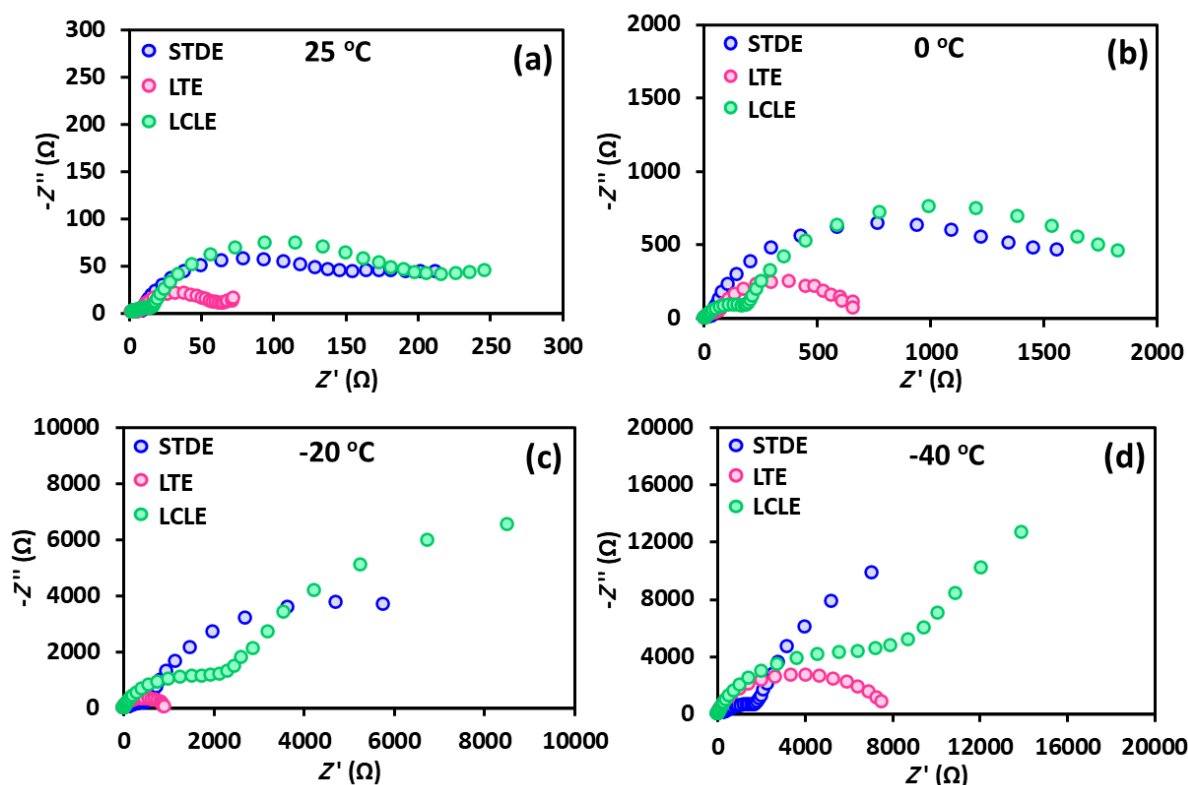 (a)
25 °C
STDE
LTE
LCLE
300
250
200
150
100
50
0
-Z'' (Ω)
0 50 100 150 200 250 300
Z' (Ω)
(b)
0 °C
STDE
LTE
LCLE
2000
1500
1000
500
0
-Z'' (Ω)
0 500 1000 1500 2000
Z' (Ω)
(c)
-20 °C
STDE
LTE
LCLE
10000
8000
6000
4000
2000
0
-Z'' (Ω)
0 2000 4000 6000 8000 10000
Z' (Ω)
(d)
-40 °C
STDE
LTE
LCLE
20000
16000
12000
8000
4000
0
-Z'' (Ω)
0 4000 8000 12000 16000 20000
Z' (Ω)